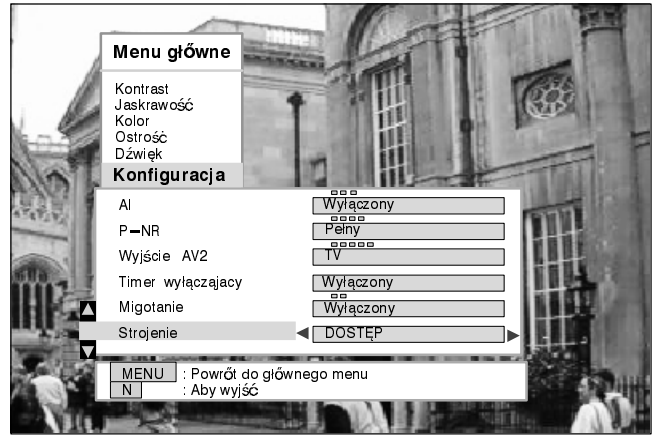 Menu główne
Kontrast
Jaskrawość
Kolor
Ostrość
Dźwięk
Konfiguracja
AI Wyłączony
P-NR Pełny
Wyjście AV2 TV
Timer wyłączajacy Wyłączony
Migotanie Wyłączony
Strojenie DOSTĘP
MENU : Powrót do głównego menu
N : Aby wyjść